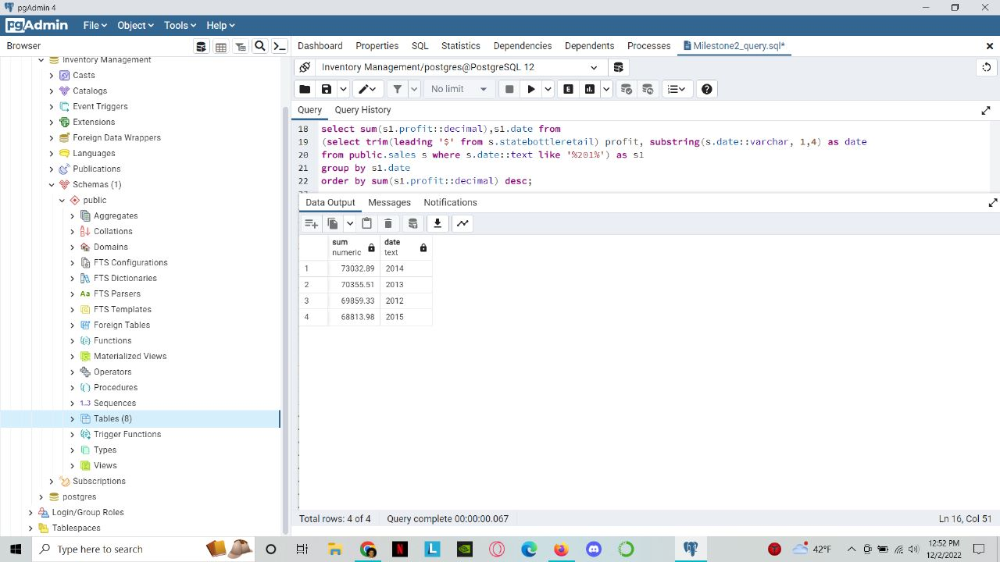 pgAdmin 4
pgAdmin File Object Tools Help
Browser
Dashboard Properties SQL Statistics Dependencies Dependents Processes Milestone2_query.sql*
Inventory Management
Casts
Catalogs
Event Triggers
Extensions
Foreign Data Wrappers
Languages
Publications
Schemas (1)
public
Aggregates
Collations
Domains
FTS Configurations
FTS Dictionaries
Aa FTS Parsers
FTS Templates
Foreign Tables
Functions
Materialized Views
Operators
Procedures
1..3 Sequences
Tables (8)
Trigger Functions
Types
Views
Subscriptions
postgres
Login/Group Roles
Tablespaces
Inventory Management/postgres@PostgreSQL 12
No limit
E
Query Query History
18 select sum(s1.profit::decimal),s1.date from
19 (select trim(leading '$' from s.statebottleretail) profit, substring(s.date::varchar, 1,4) as date
20 from public.sales s where s.date::text like '%201%') as s1
21 group by s1.date
22 order by sum(s1.profit::decimal) desc;
Data Output Messages Notifications
sum date
numeric text
1 73032.89 2014
2 70355.51 2013
3 69859.33 2012
4 68813.98 2015
Total rows: 4 of 4 Query complete 00:00:00.067 Ln 16, Col 51
Type here to search
N
L
42°F
12:52 PM
12/2/2022